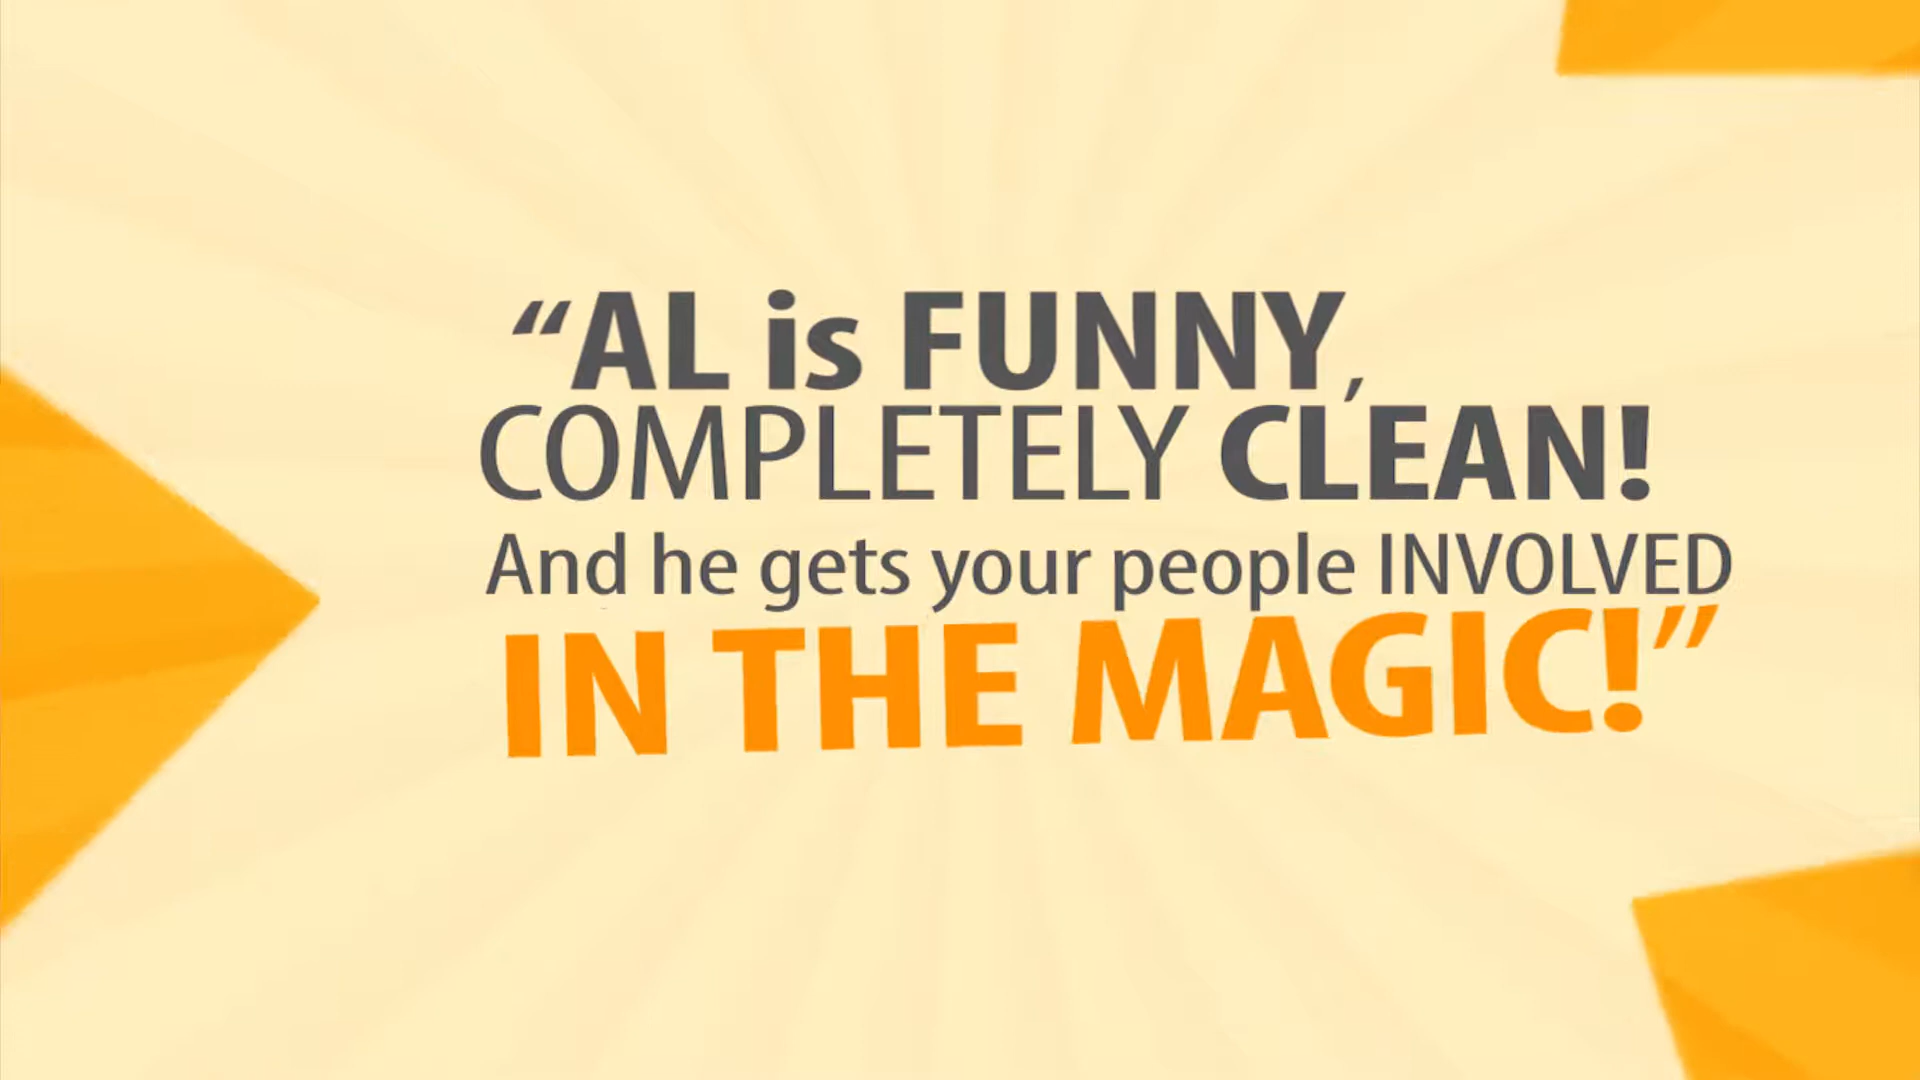 “AL is FUNNY,
COMPLETELY CLEAN!
And he gets your people INVOLVED
IN THE MAGIC!”